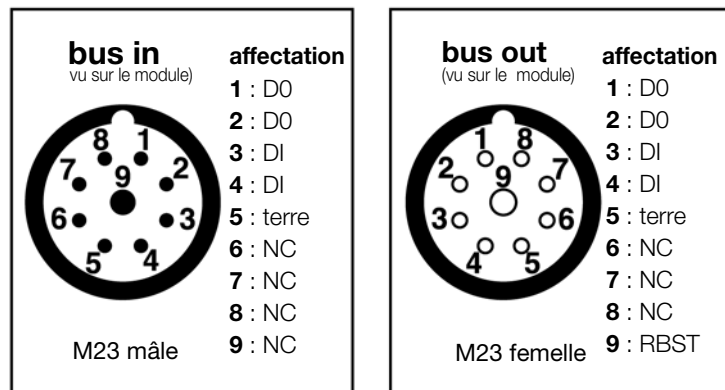 bus in
vu sur le module)
affectation
1 : D0
2 : D0
3 : DI
4 : DI
5 : terre
6 : NC
7 : NC
8 : NC
9 : NC
8 1
7 9 2
6 3
5 4
M23 mâle
bus out
(vu sur le module)
affectation
1 : D0
2 : D0
3 : DI
4 : DI
5 : terre
6 : NC
7 : NC
8 : NC
9 : RBST
1 8
2 9 7
3 6
4 5
M23 femelle